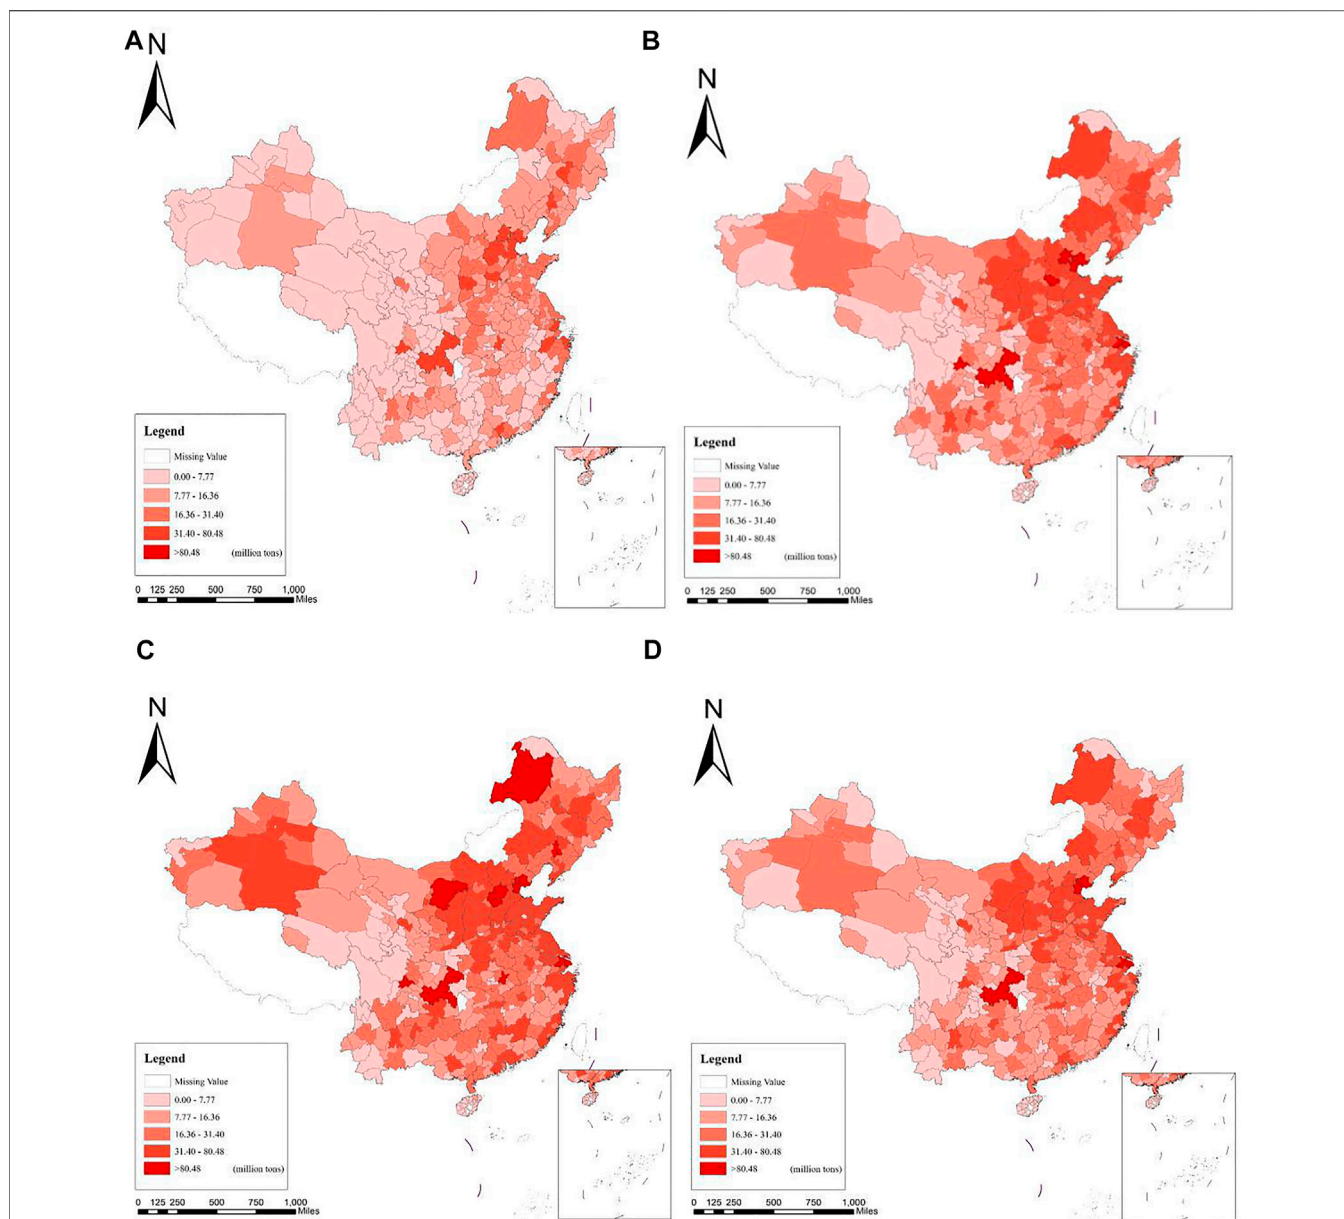 A
N
Legend
Missing Value
0.00 - 7.77
7.77 - 16.36
16.36 - 31.40
31.40 - 80.48
>80.48 (million tons)
0 125 250 500 750 1,000
Miles
B
N
Legend
Missing Value
0.00 - 7.77
7.77 - 16.36
16.36 - 31.40
31.40 - 80.48
>80.48 (million tons)
0 125 250 500 750 1,000
Miles
C
N
Legend
Missing Value
0.00 - 7.77
7.77 - 16.36
16.36 - 31.40
31.40 - 80.48
>80.48 (million tons)
0 125 250 500 750 1,000
Miles
D
N
Legend
Missing Value
0.00 - 7.77
7.77 - 16.36
16.36 - 31.40
31.40 - 80.48
>80.48 (million tons)
0 125 250 500 750 1,000
Miles